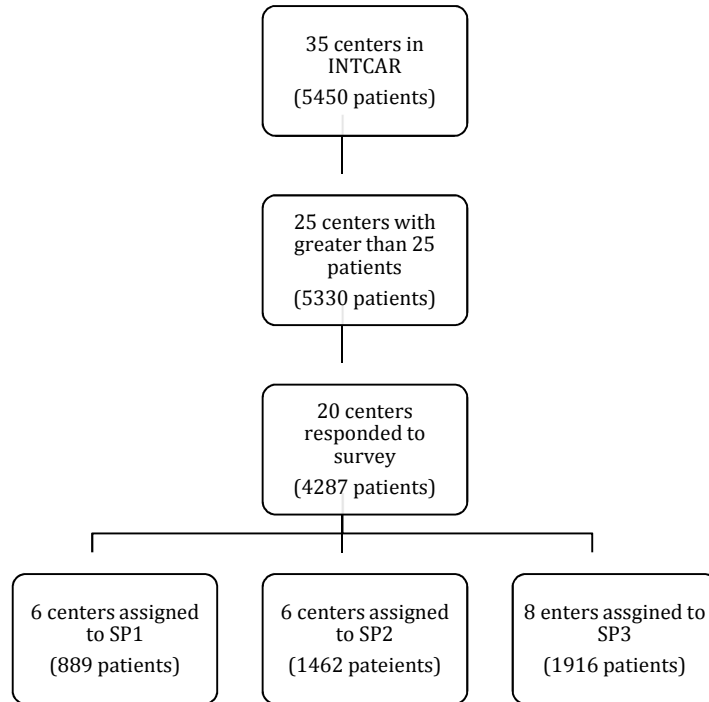 35 centers in
INTCAR
(5450 patients)
25 centers with
greater than 25
patients
(5330 patients)
20 centers
responded to
survey
(4287 patients)
6 centers assigned
to SP1
(889 patients)
6 centers assigned
to SP2
(1462 pateients)
8 enters assgined to
SP3
(1916 patients)